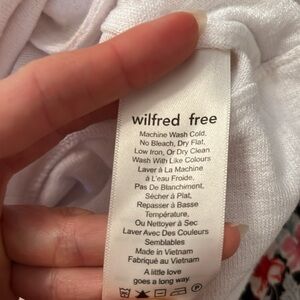 wilfred free
Machine Wash Cold,
No Bleach, Dry Flat,
Low Iron, Or Dry Clean
Wash With Like Colours
Laver à La Machine
à L'eau Froide,
Pas De Blanchiment,
Sécher à Plat,
Repasser à Basse
Température,
Ou Nettoyer à Sec
Laver Avec Des Couleurs
Semblables
Made in Vietnam
Fabriqué au Vietnam
A little love
goes a long way.